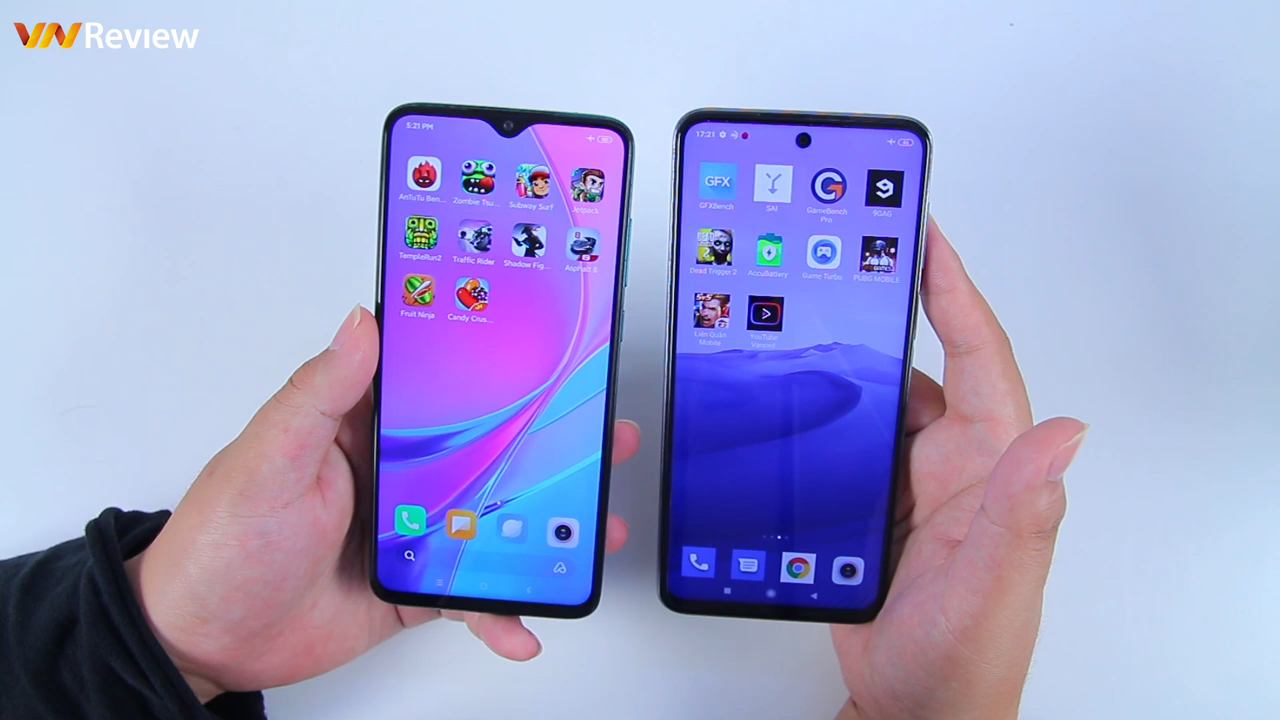 VNReview
5:21 PM
AnTuTu Ben...
Zombie Tsu...
Subway Surf
Jetpack
TempleRun2
Traffic Rider
Shadow Fig...
Asphalt 8
Fruit Ninja
Candy Crus...
17:21
GFX
GFXBench
SAI
GameBench
Pro
9GAG
Dead Trigger 2
AccuBattery
Game Turbo
PUBG MOBILE
5v5
Liên Quân
Mobile
YouTube
Vanced